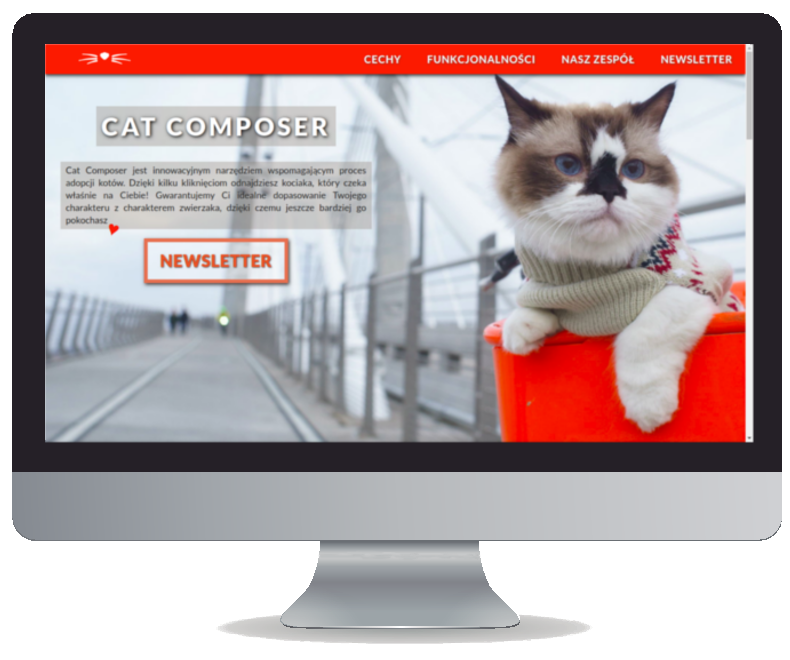 CECHY FUNKCJONALNOŚCI NASZ ZESPÓŁ NEWSLETTER
CAT COMPOSER
Cat Composer jest innowacyjnym narzędziem wspomagającym proces
adopcji kotów. Dzięki kilku kliknięciom odnajdziesz kociaka, który czeka
właśnie na Ciebie! Gwarantujemy Ci idealne dopasowanie Twojego
charakteru z charakterem zwierzaka, dzięki czemu jeszcze bardziej go
pokochasz
NEWSLETTER